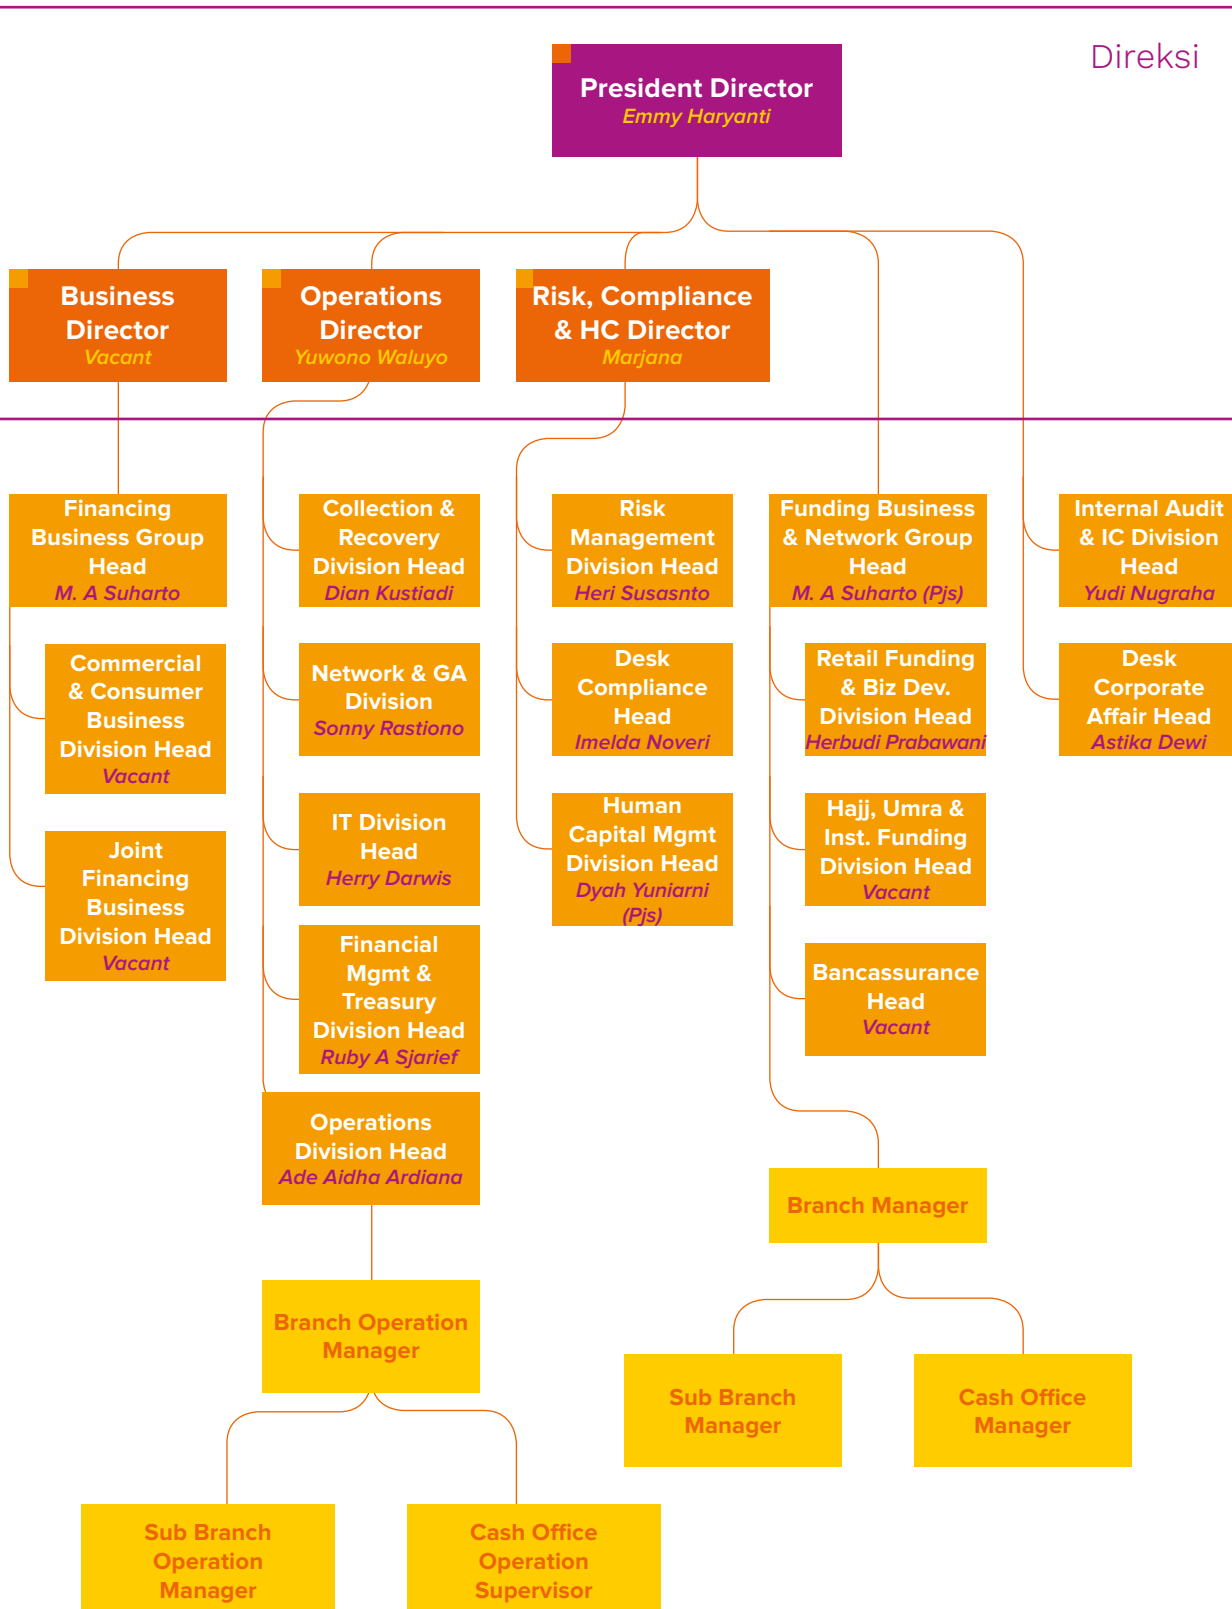 Direksi
President Director
Emmy Haryanti
Business
Director
Vacant
Operations
Director
Yuwono Waluyo
Risk, Compliance
& HC Director
Marjana
Financing
Business Group
Head
M. A Suharto
Commercial
& Consumer
Business
Division Head
Vacant
Joint
Financing
Business
Division Head
Vacant
Collection &
Recovery
Division Head
Dian Kustiadi
Network & GA
Division
Sonny Rastiono
IT Division
Head
Herry Darwis
Financial
Mgmt &
Treasury
Division Head
Ruby A Sjarief
Operations
Division Head
Ade Aidha Ardiana
Branch Operation
Manager
Sub Branch
Operation
Manager
Cash Office
Operation
Supervisor
Risk
Management
Division Head
Heri Susasnto
Desk
Compliance
Head
Imelda Noveri
Human
Capital Mgmt
Division Head
Dyah Yuniarni
(Pjs)
Funding Business
& Network Group
Head
M. A Suharto (Pjs)
Retail Funding
& Biz Dev.
Division Head
Herbudi Prabawani
Hajj, Umra &
Inst. Funding
Division Head
Vacant
Bancassurance
Head
Vacant
Branch Manager
Sub Branch
Manager
Cash Office
Manager
Internal Audit
& IC Division
Head
Yudi Nugraha
Desk
Corporate
Affair Head
Astika Dewi